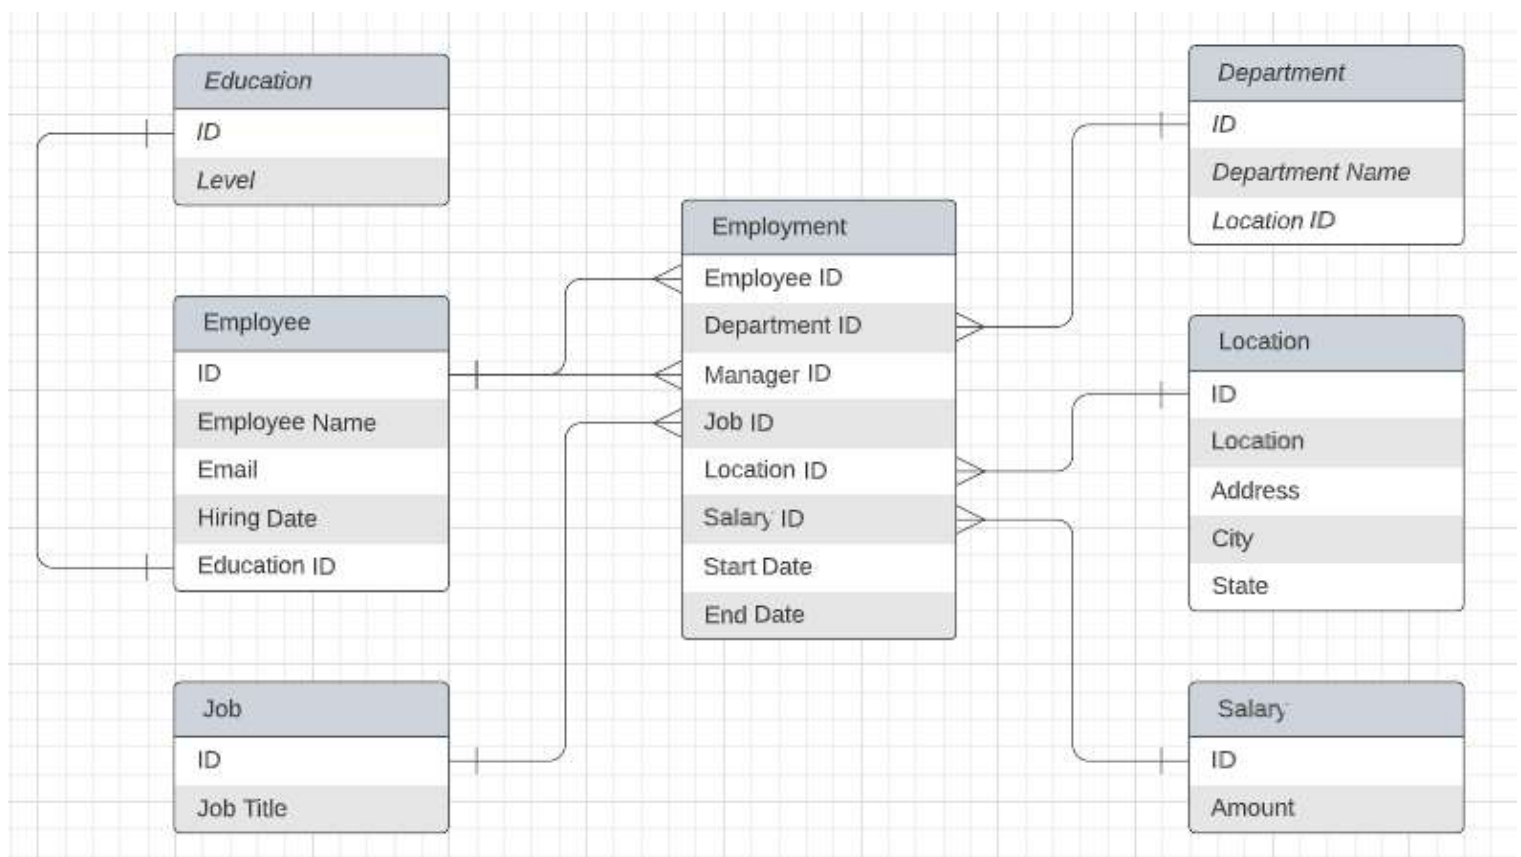 Education
ID
Level
Employee
ID
Employee Name
Email
Hiring Date
Education ID
Job
ID
Job Title
Employment
Employee ID
Department ID
Manager ID
Job ID
Location ID
Salary ID
Start Date
End Date
Department
ID
Department Name
Location ID
Location
ID
Location
Address
City
State
Salary
ID
Amount